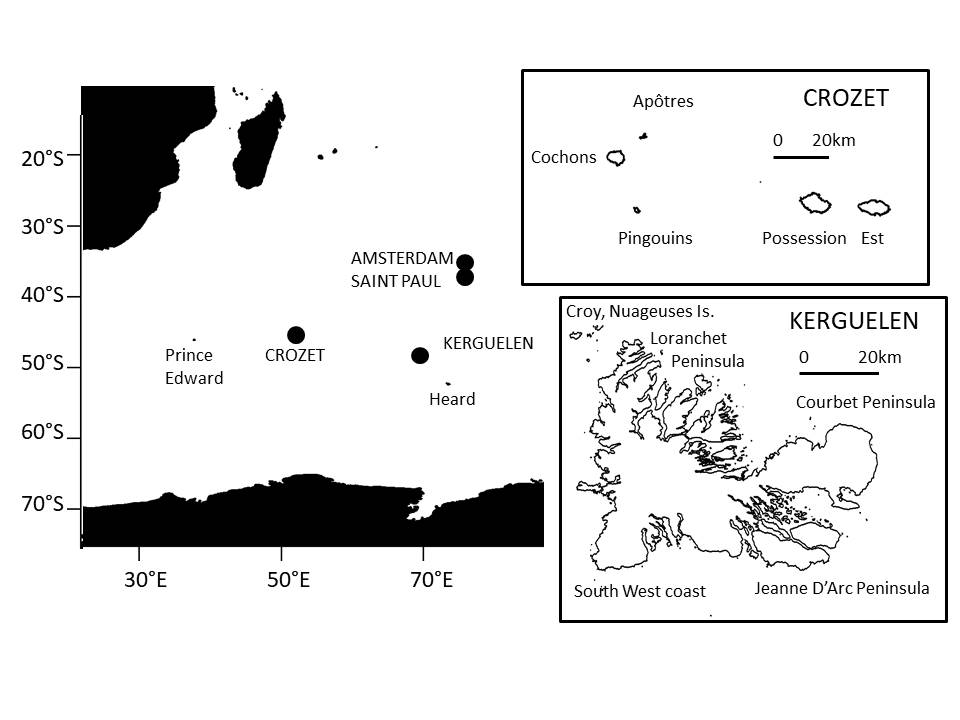 20°S
30°S
40°S
50°S
60°S
70°S
30°E
50°E
70°E
AMSTERDAM
SAINT PAUL
Prince
Edward
CROZET
KERGUELEN
Heard
CROZET
Apôtres
0 20km
Cochons
Pingouins
Possession
Est
Croy, Nuageuses Is.
KERGUELEN
Loranchet
Peninsula
0 20km
Courbet Peninsula
South West coast
Jeanne D’Arc Peninsula